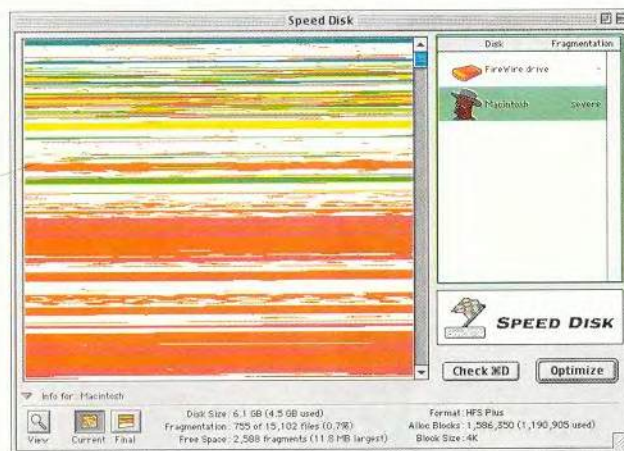 Speed Disk
Disk Fragmentation
FireWire drive -
Macintosh severe
SPEED DISK
Check ⌘D Optimize
Info for: Macintosh
View Current Final
Disk Size: 6.1 GB (4.5 GB used)
Fragmentation: 755 of 15,102 files (0.7%)
Free Space: 2,588 fragments (11.8 MB largest)
Format: HFS Plus
Alloc Blocks: 1,586,350 (1,190,905 used)
Block Size: 4K